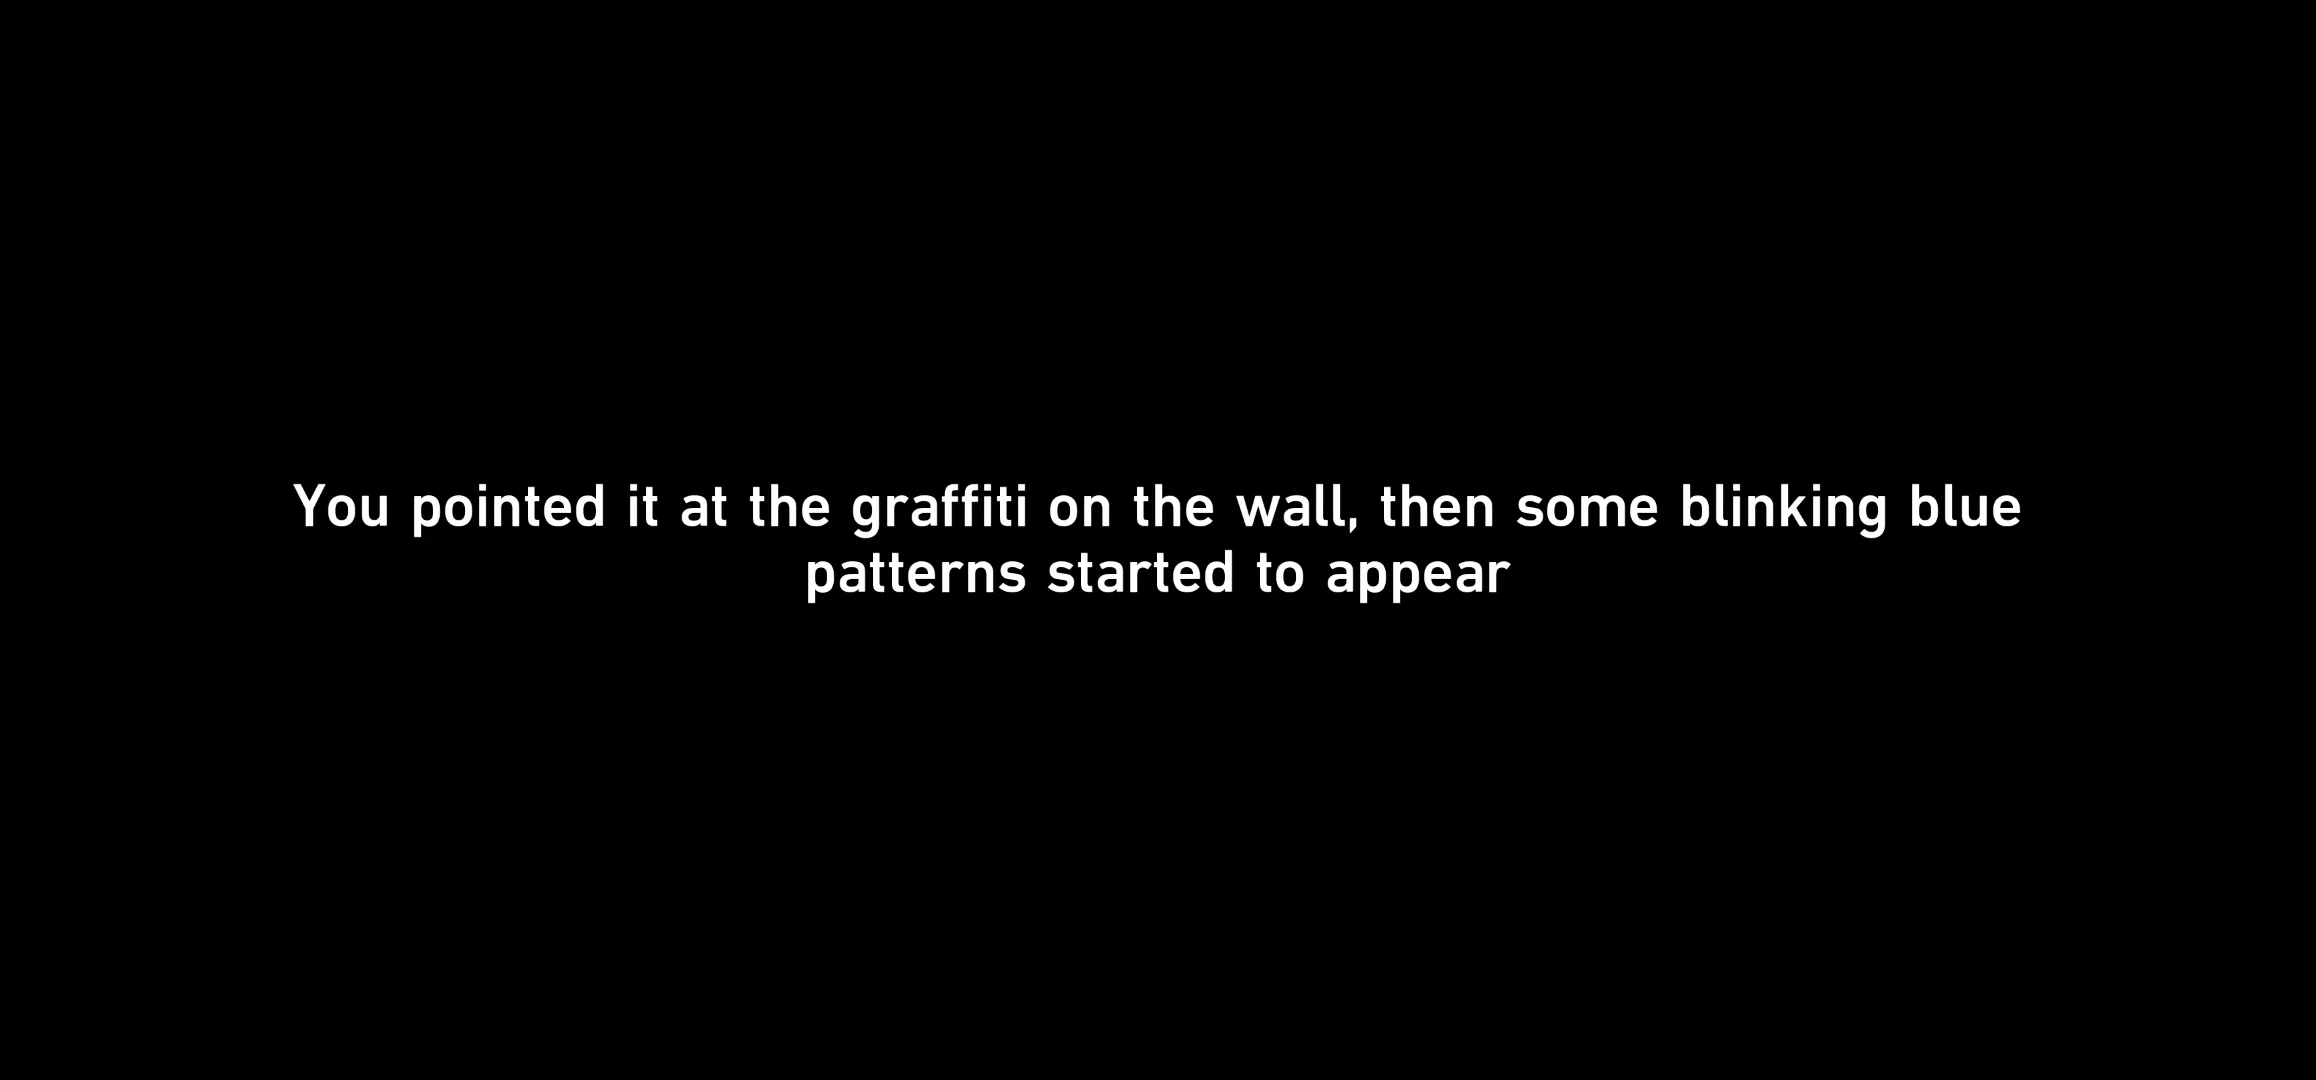 You pointed it at the graffiti on the wall, then some blinking blue
patterns started to appear